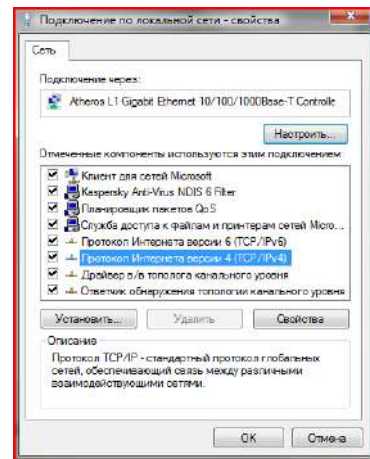 Подключение по локальной сети - свойства
Сеть
Подключение через:
Atheros L1 Gigabit Ethernet 10/100/1000Base-T Controlle
Настроить...
Отмеченные компоненты используются этим подключением
Клиент для сетей Microsoft
Kaspersky Anti-Virus NDIS 6 Filter
Планировщик пакетов QoS
Служба доступа к файлам и принтерам сетей Micro...
Протокол Интернета версии 6 (TCP/IPv6)
Протокол Интернета версии 4 (TCP/IPv4)
Драйвер в/в тополога канального уровня
Ответчик обнаружения топологии канального уровня
Установить...
Удалить
Свойства
Описание
Протокол TCP/IP - стандартный протокол глобальных
сетей, обеспечивающий связь между различными
взаимодействующими сетями.
OK
Отмена